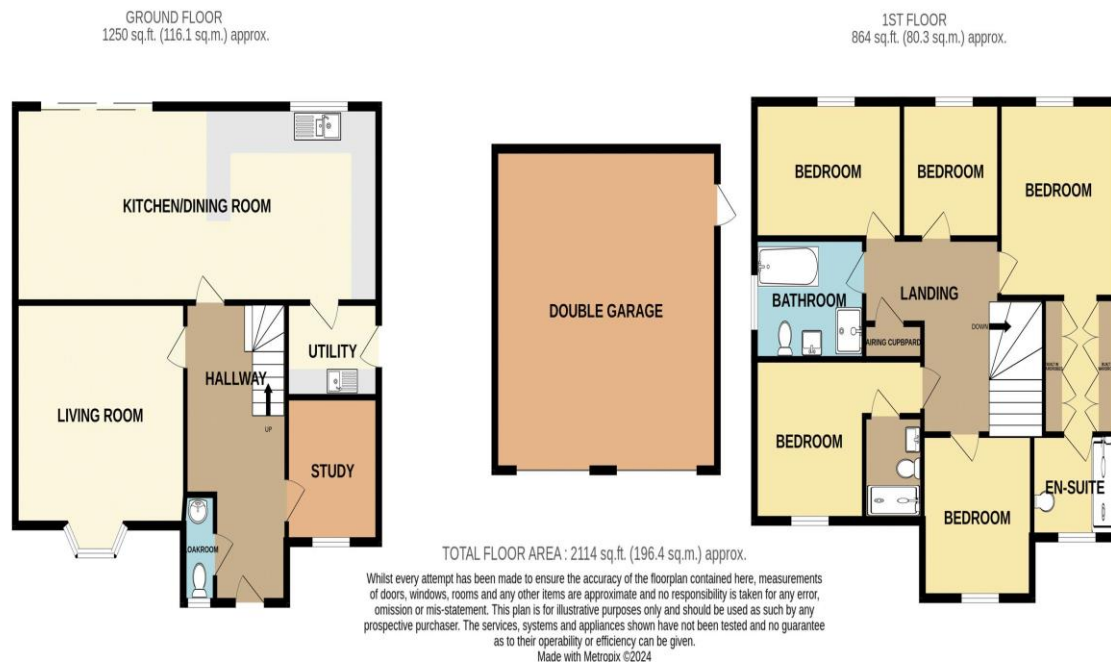 GROUND FLOOR
1250 sq.ft. (116.1 sq.m.) approx.
1ST FLOOR
864 sq.ft. (80.3 sq.m.) approx.
KITCHEN/DINING ROOM
LIVING ROOM
HALLWAY
UP
UTILITY
STUDY
OAKROOM
DOUBLE GARAGE
BEDROOM
BEDROOM
BEDROOM
BATHROOM
LANDING
DOWN
AIRING CUPBPARD
BEDROOM
BEDROOM
EN-SUITE
TOTAL FLOOR AREA : 2114 sq.ft. (196.4 sq.m.) approx.
Whilst every attempt has been made to ensure the accuracy of the floorplan contained here, measurements
of doors, windows, rooms and any other items are approximate and no responsibility is taken for any error,
omission or mis-statement. This plan is for illustrative purposes only and should be used as such by any
prospective purchaser. The services, systems and appliances shown have not been tested and no guarantee
as to their operability or efficiency can be given.
Made with Metropix ©2024